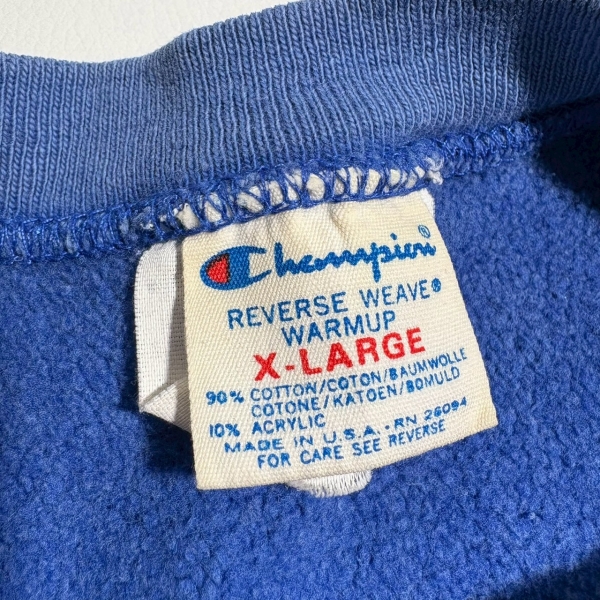 Champion®
REVERSE WEAVE®
WARMUP
X-LARGE
90% COTTON/COTON/BAUMWOLLE
COTONE/KATOEN/BOMULD
10% ACRYLIC
MADE IN U.S.A.-RN 26094
FOR CARE SEE REVERSE